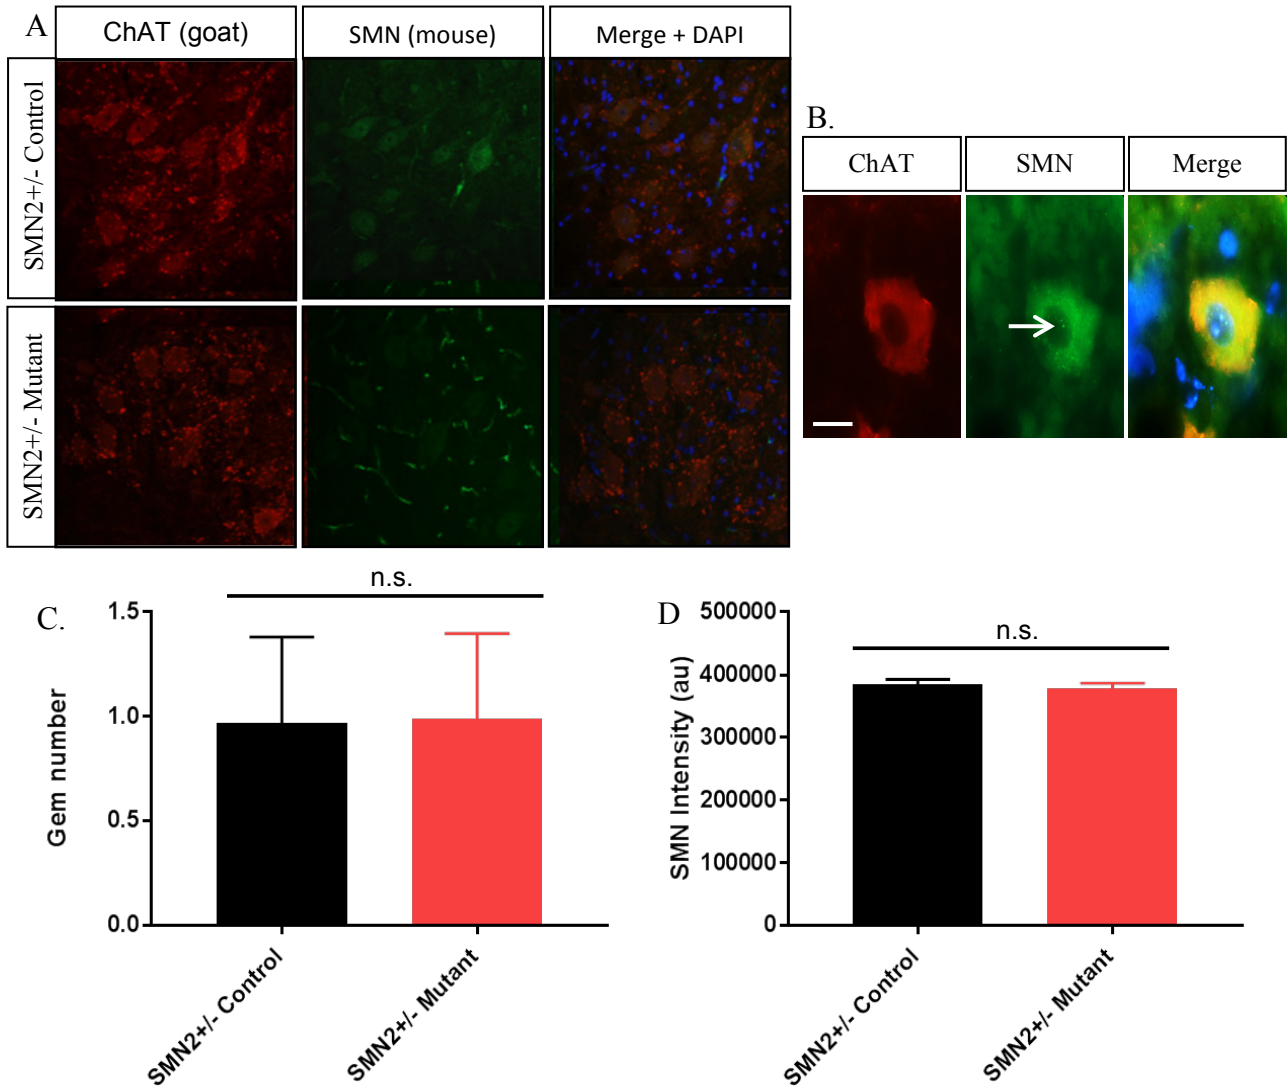 A
ChAT (goat)
SMN (mouse)
Merge + DAPI
SMN2+/- Control
SMN2+/- Mutant
B.
ChAT
SMN
Merge
C.
n.s.
1.5
1.0
0.5
0.0
Gem number
SMN2+/- Control
SMN2+/- Mutant
D
n.s.
500000
400000
300000
200000
100000
0
SMN Intensity (au)
SMN2+/- Control
SMN2+/- Mutant